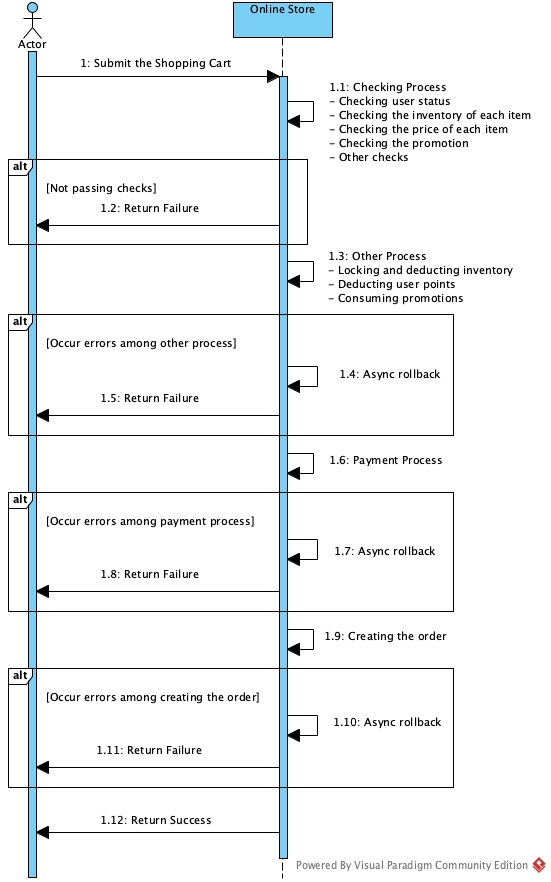 Online Store
Actor
1: Submit the Shopping Cart
1.1: Checking Process
- Checking user status
- Checking the inventory of each item
- Checking the price of each item
- Checking the promotion
- Other checks
alt
[Not passing checks]
1.2: Return Failure
1.3: Other Process
- Locking and deducting inventory
- Deducting user points
- Consuming promotions
alt
[Occur errors among other process]
1.4: Async rollback
1.5: Return Failure
1.6: Payment Process
alt
[Occur errors among payment process]
1.7: Async rollback
1.8: Return Failure
1.9: Creating the order
alt
[Occur errors among creating the order]
1.10: Async rollback
1.11: Return Failure
1.12: Return Success
Powered By Visual Paradigm Community Edition